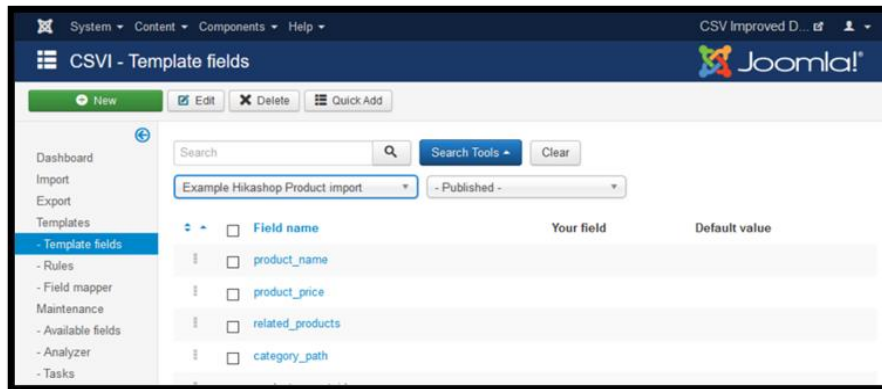 System Content Components Help CSV Improved D...
CSVI - Template fields Joomla!®
New Edit Delete Quick Add
Search Search Tools Clear
Example Hikashop Product import - Published -
Dashboard
Import
Export
Templates
- Template fields
- Rules
- Field mapper
Maintenance
- Available fields
- Analyzer
- Tasks
Field name Your field Default value
product_name
product_price
related_products
category_path